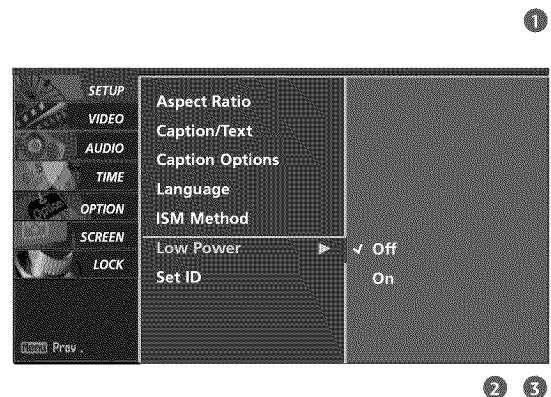 1
SETUP
VIDEO
AUDIO
TIME
OPTION
SCREEN
LOCK
Menu Prev.
Aspect Ratio
Caption/Text
Caption Options
Language
ISM Method
Low Power
Set ID
✓ Off
On
2 3